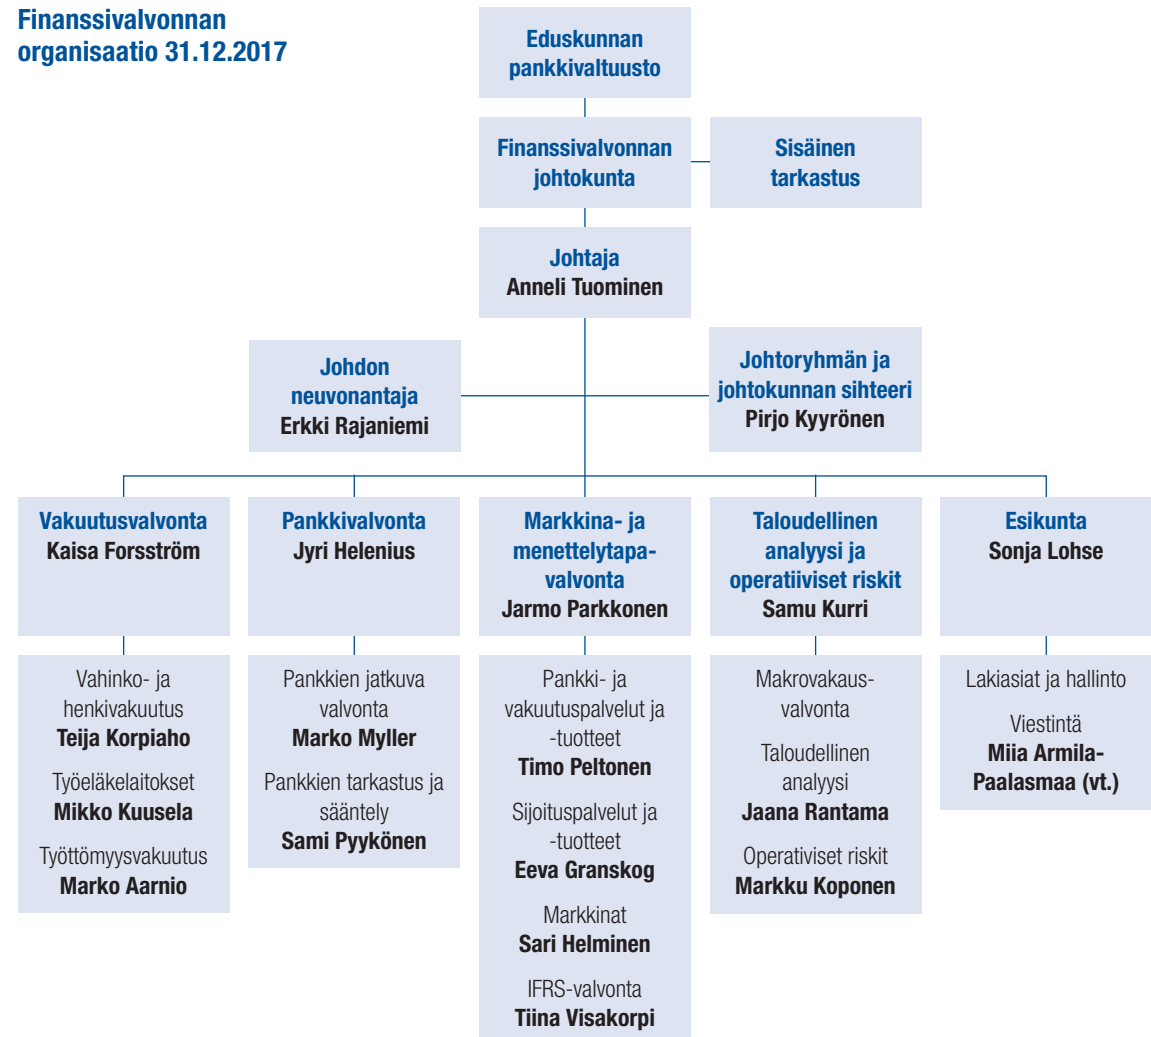 Finanssivalvonnan
organisaatio 31.12.2017
Eduskunnan
pankkivaltuusto
Finanssivalvonnan
johtokunta
Sisäinen
tarkastus
Johtaja
Anneli Tuominen
Johdon
neuvonantaja
Erkki Rajaniemi
Johtoryhmän ja
johtokunnan sihteeri
Pirjo Kyyrönen
Vakuutusvalvonta
Kaisa Forsström
Pankkivalvonta
Jyri Helenius
Markkina- ja
menettelytapa-
valvonta
Jarmo Parkkonen
Taloudellinen
analyysi ja
operatiiviset riskit
Samu Kurri
Esikunta
Sonja Lohse
Vahinko- ja
henkivakuutus
Teija Korpiaho
Työeläkelaitokset
Mikko Kuusela
Työttömyysvakuutus
Marko Aarnio
Pankkien jatkuva
valvonta
Marko Myller
Pankkien tarkastus ja
sääntely
Sami Pyykönen
Pankki- ja
vakuutuspalvelut ja
-tuotteet
Timo Peltonen
Sijoituspalvelut ja
-tuotteet
Eeva Granskog
Markkinat
Sari Helminen
IFRS-valvonta
Tiina Visakorpi
Makrovakaus-
valvonta
Taloudellinen
analyysi
Jaana Rantama
Operativiset riskit
Markku Koponen
Lakiasiat ja hallinto
Viestintä
Miia Armila-
Paalasmaa (vt.)